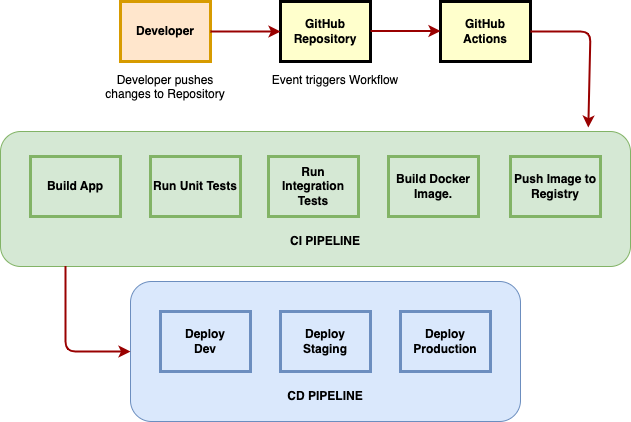 Developer
GitHub
Repository
GitHub
Actions
Developer pushes
changes to Repository
Event triggers Workflow
Build App
Run Unit Tests
Run
Integration
Tests
Build Docker
Image.
Push Image to
Registry
CI PIPELINE
Deploy
Dev
Deploy
Staging
Deploy
Production
CD PIPELINE